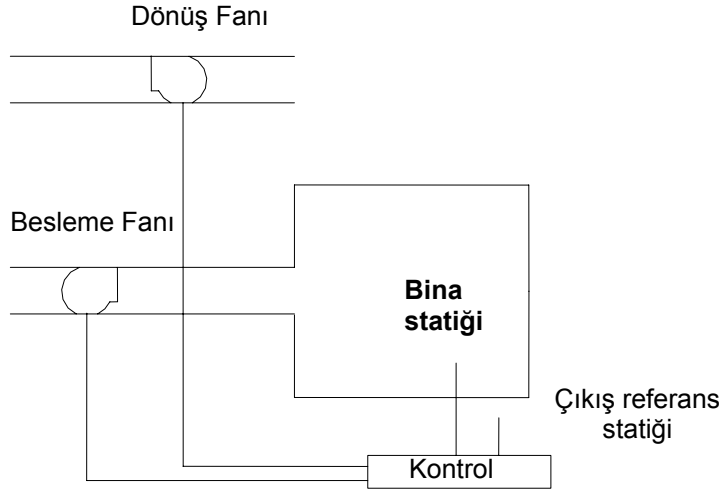 Dönüş Fanı
Besleme Fanı
Bina
statiği
Çıkış referans
statiği
Kontrol